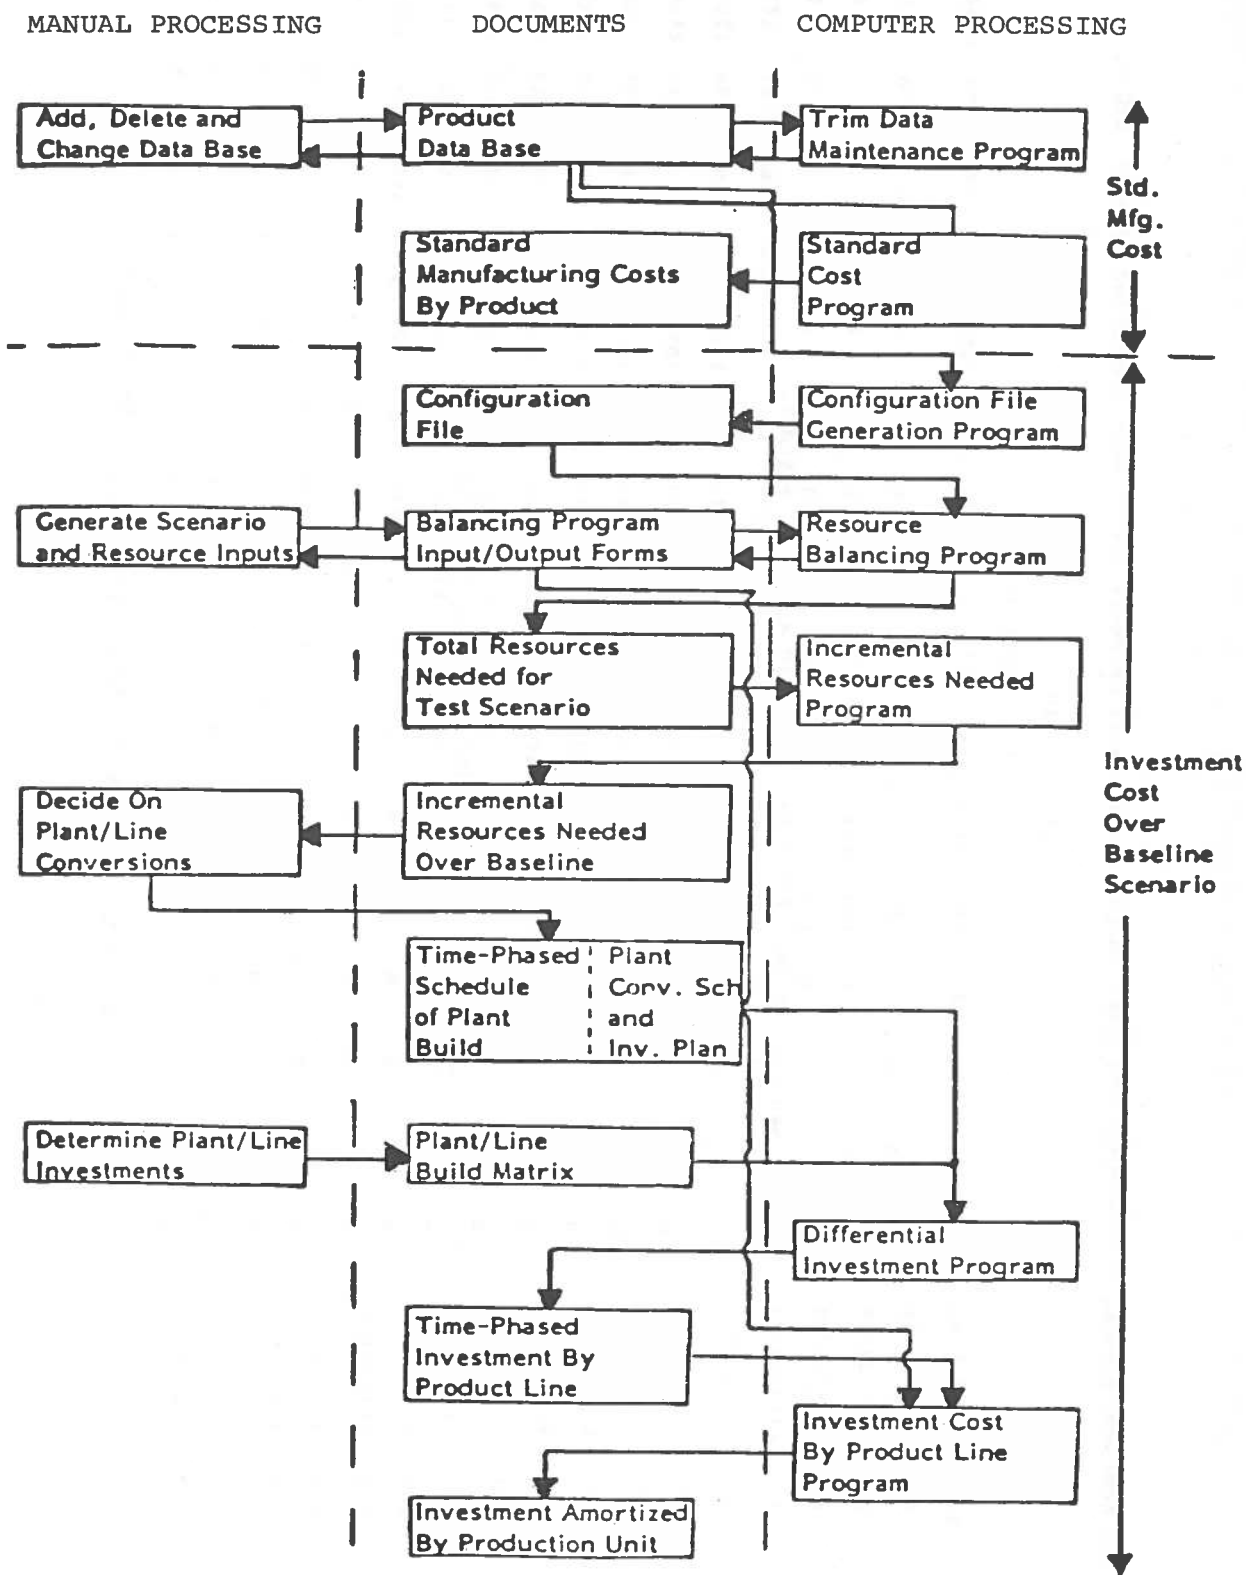 MANUAL PROCESSING
DOCUMENTS
COMPUTER PROCESSING
Add, Delete and
Change Data Base
Product
Data Base
Trim Data
Maintenance Program
Std.
Mfg.
Cost
Standard
Manufacturing Costs
By Product
Standard
Cost
Program
Configuration
File
Configuration File
Generation Program
Generate Scenario
and Resource Inputs
Balancing Program
Input/Output Forms
Resource
Balancing Program
Total Resources
Needed for
Test Scenario
Incremental
Resources Needed
Program
Investment
Cost
Over
Baseline
Scenario
Decide On
Plant/Line
Conversions
Incremental
Resources Needed
Over Baseline
Time-Phased
Schedule
of Plant
Build
Plant
Conv. Sch
and
Inv. Plan
Determine Plant/Line
Investments
Plant/Line
Build Matrix
Differential
Investment Program
Time-Phased
Investment By
Product Line
Investment Cost
By Product Line
Program
Investment Amortized
By Production Unit